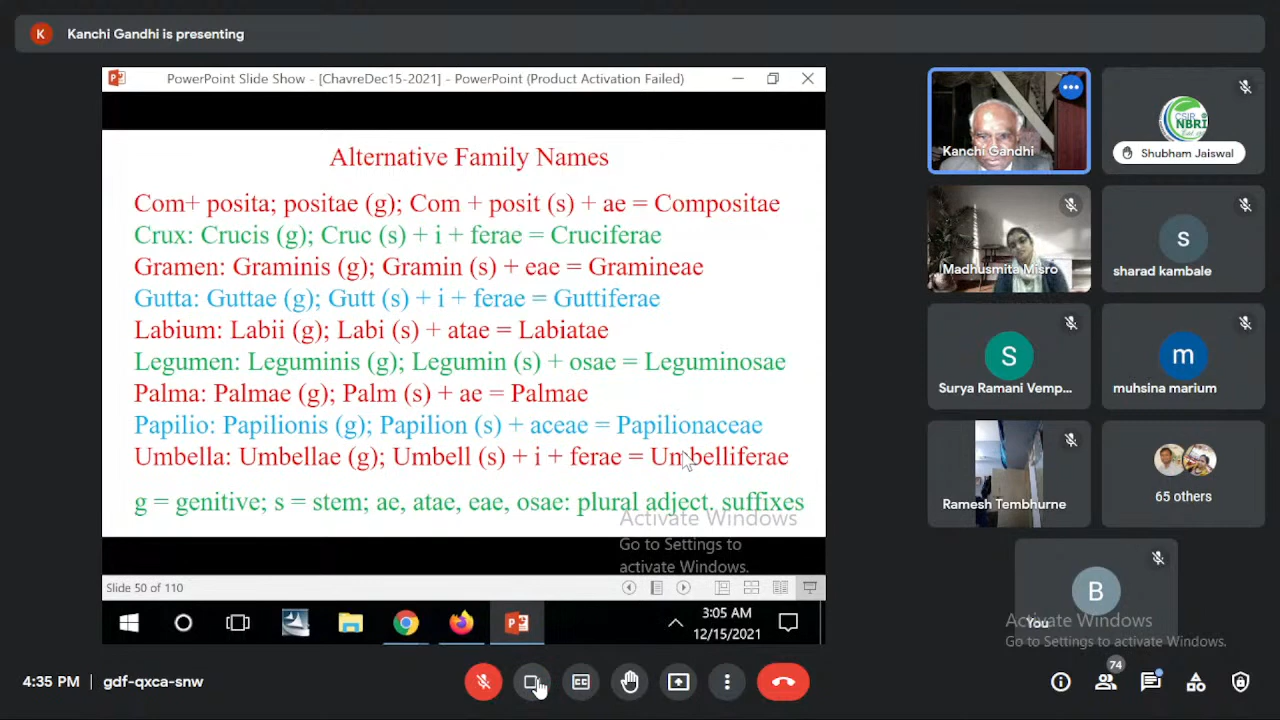 K Kanchi Gandhi is presenting
PowerPoint Slide Show - [ChavreDec15-2021] - PowerPoint (Product Activation Failed)
Alternative Family Names
Com+ posita; positae (g); Com + posit (s) + ae = Compositae
Crux: Crucis (g); Cruc (s) + i + ferae = Cruciferae
Gramen: Graminis (g); Gramin (s) + eae = Gramineae
Gutta: Guttae (g); Gutt (s) + i + ferae = Guttiferae
Labium: Labii (g); Labi (s) + atae = Labiatae
Legumen: Leguminis (g); Legumin (s) + osae = Leguminosae
Palma: Palmae (g); Palm (s) + ae = Palmae
Papilio: Papilionis (g); Papilion (s) + aceae = Papilionaceae
Umbella: Umbellae (g); Umbell (s) + i + ferae = Umbelliferae
g = genitive; s = stem; ae, atae, eae, osae: plural adject. suffixes
Activate Windows
Go to Settings to
activate Windows.
Slide 50 of 110
3:05 AM
12/15/2021
Kanchi Gandhi
CSIR
NBRI
Shubham Jaiswal
Madhusmita Misro
S
sharad kambale
S
Surya Ramani Vemp...
m
muhsina marium
Ramesh Tembhurne
65 others
B
You
Activate Windows
Go to Settings to activate Windows.
4:35 PM | gdf-qxca-snw
CC
74